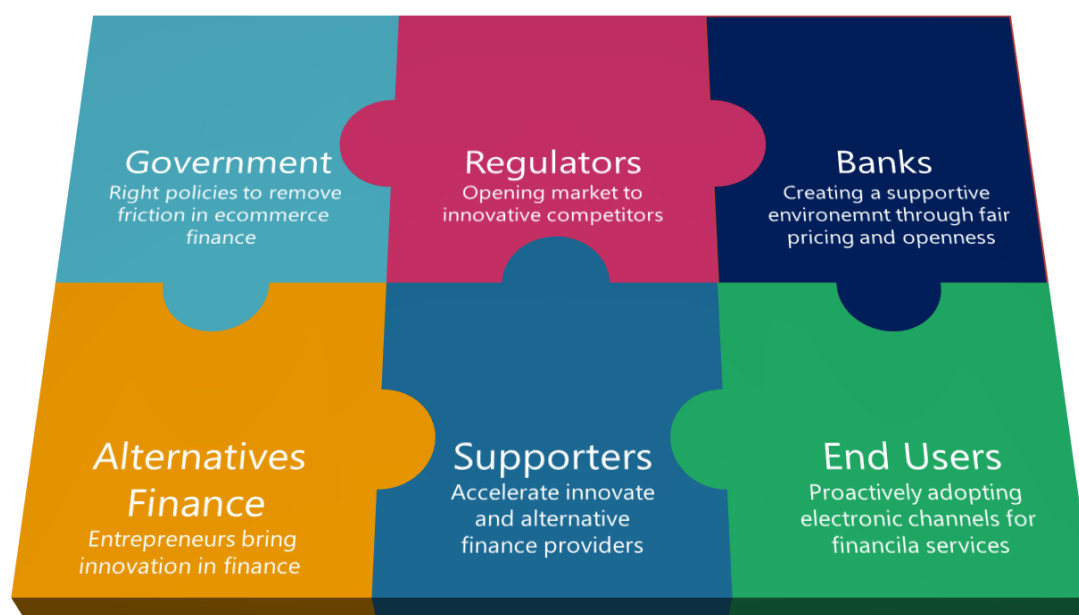 Government
Right policies to remove
friction in ecommerce
finance
Regulators
Opening market to
innovative competitors
Banks
Creating a supportive
environemnt through fair
pricing and openness
Alternatives
Finance
Entrepreneurs bring
innovation in finance
Supporters
Accelerate innovate
and alternative
finance providers
End Users
Proactively adopting
electronic channels for
financila services